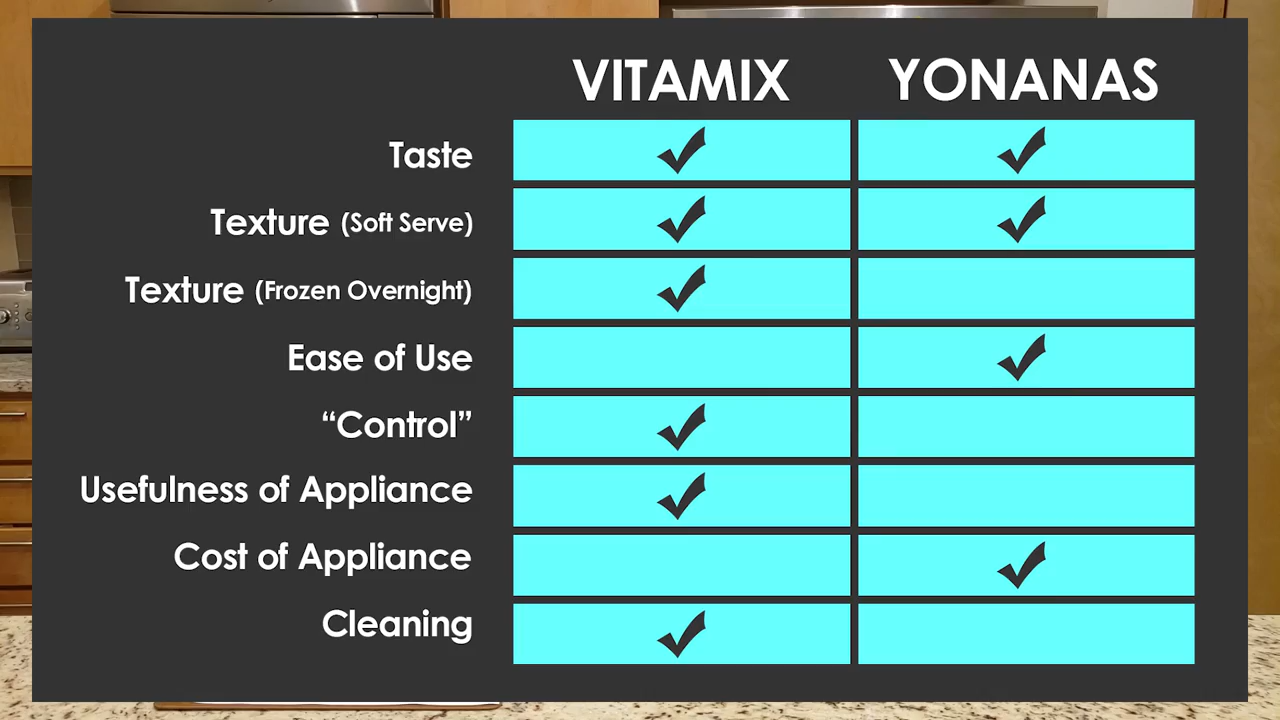 VITAMIX YONANAS
Taste ✓ ✓
Texture (Soft Serve) ✓ ✓
Texture (Frozen Overnight) ✓
Ease of Use ✓
“Control” ✓
Usefulness of Appliance ✓
Cost of Appliance ✓
Cleaning ✓